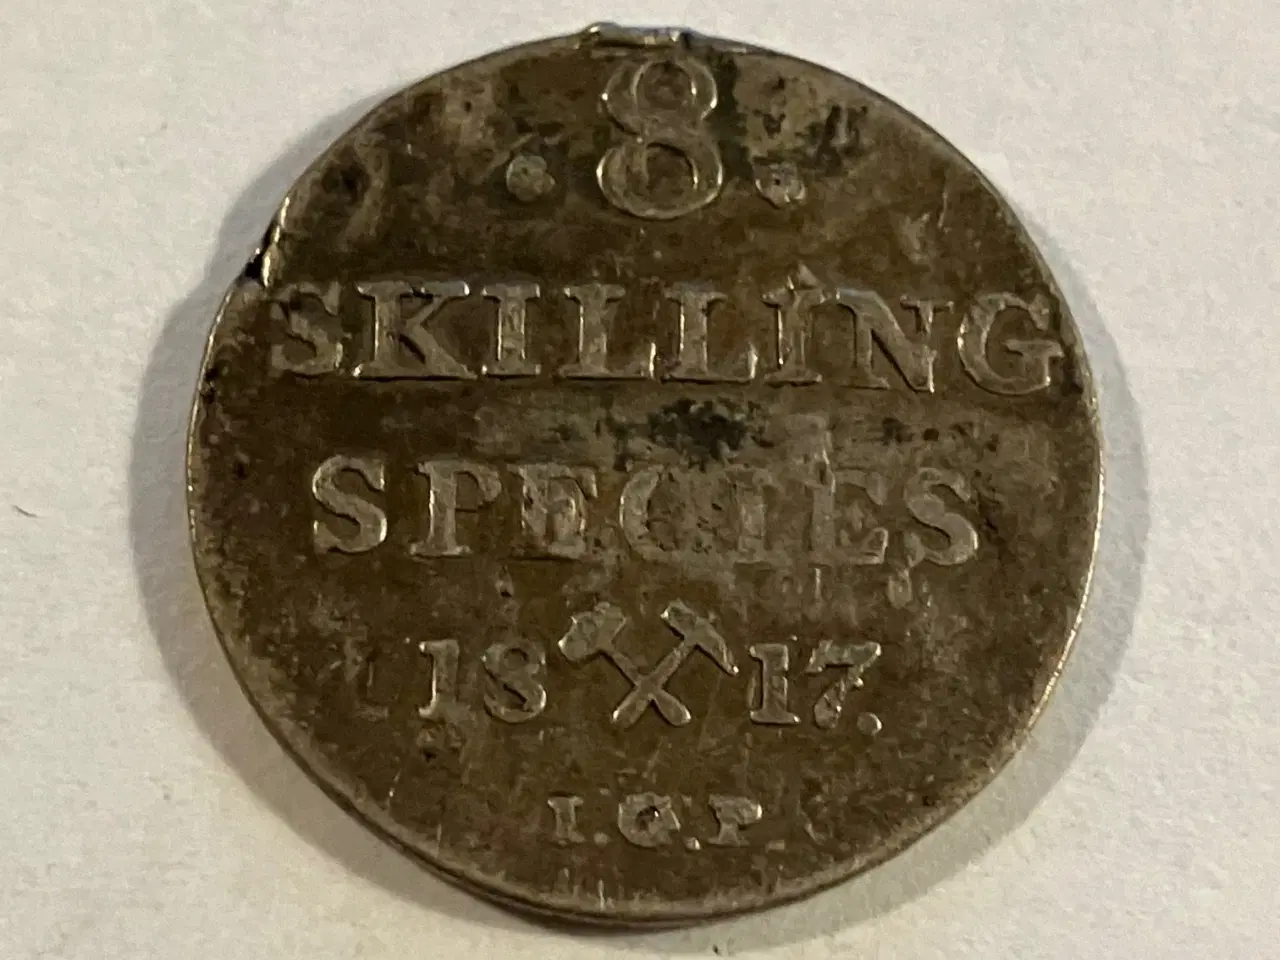 . 8 .
SKILLING
SPECIES
18 17.
I.G.P.